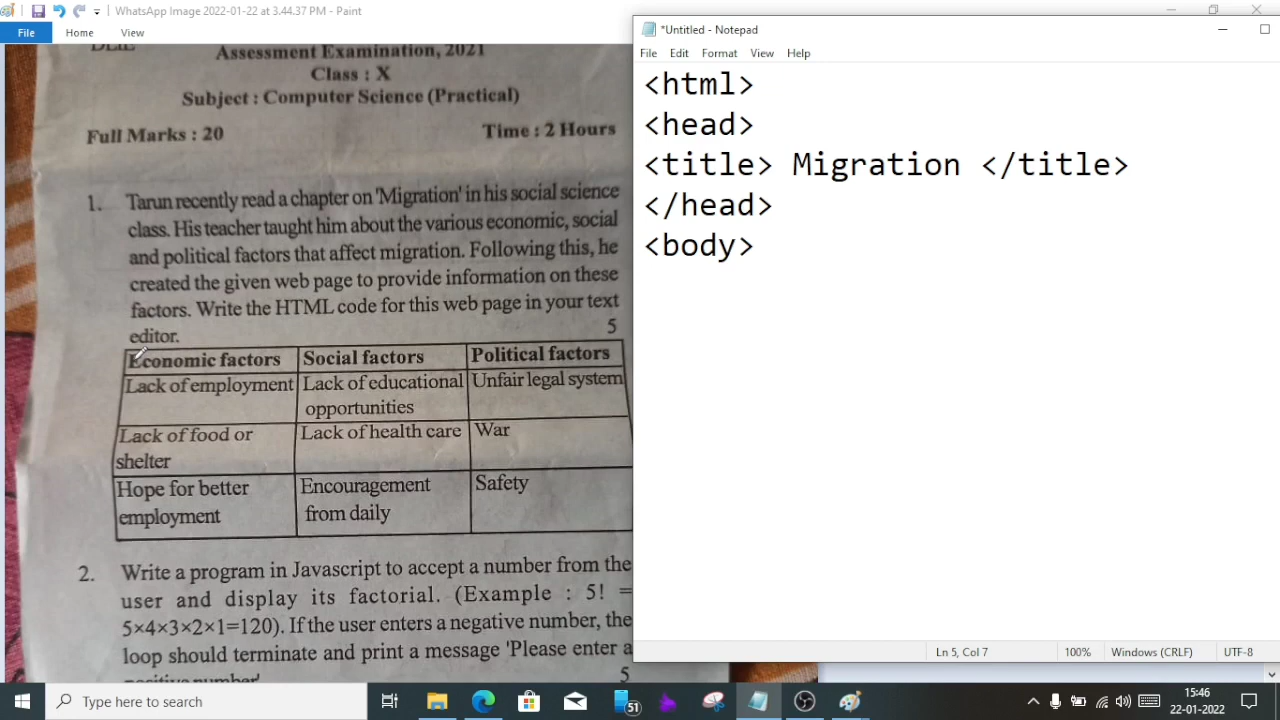 WhatsApp Image 2022-01-22 at 3.44.37 PM - Paint
File Home View
Assessment Examination, 2021
Class : X
Subject : Computer Science (Practical)
Full Marks : 20 Time : 2 Hours
1. Tarun recently read a chapter on 'Migration' in his social science
class. His teacher taught him about the various economic, social
and political factors that affect migration. Following this, he
created the given web page to provide information on these
factors. Write the HTML code for this web page in your text
editor. 5
Economic factors Social factors Political factors
Lack of employment Lack of educational Unfair legal system
opportunities
Lack of food or Lack of health care War
shelter
Hope for better Encouragement Safety
employment from daily
2. Write a program in Javascript to accept a number from the
user and display its factorial. (Example : 5! =
5×4×3×2×1=120). If the user enters a negative number, the
loop should terminate and print a message 'Please enter a
positive number' 5
*Untitled - Notepad
File Edit Format View Help
<html>
<head>
<title> Migration </title>
</head>
<body>
Ln 5, Col 7 100% Windows (CRLF) UTF-8
Type here to search
51
15:46
22-01-2022